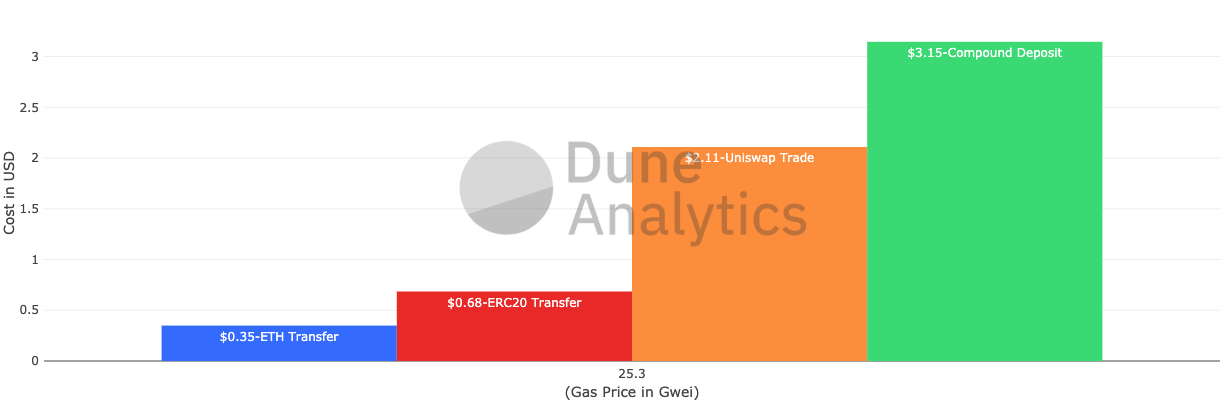 3
2.5
2
1.5
1
0.5
0
Cost in USD
$3.15-Compound Deposit
$2.11-Uniswap Trade
$0.68-ERC20 Transfer
$0.35-ETH Transfer
Dune
Analytics
25.3
(Gas Price in Gwei)